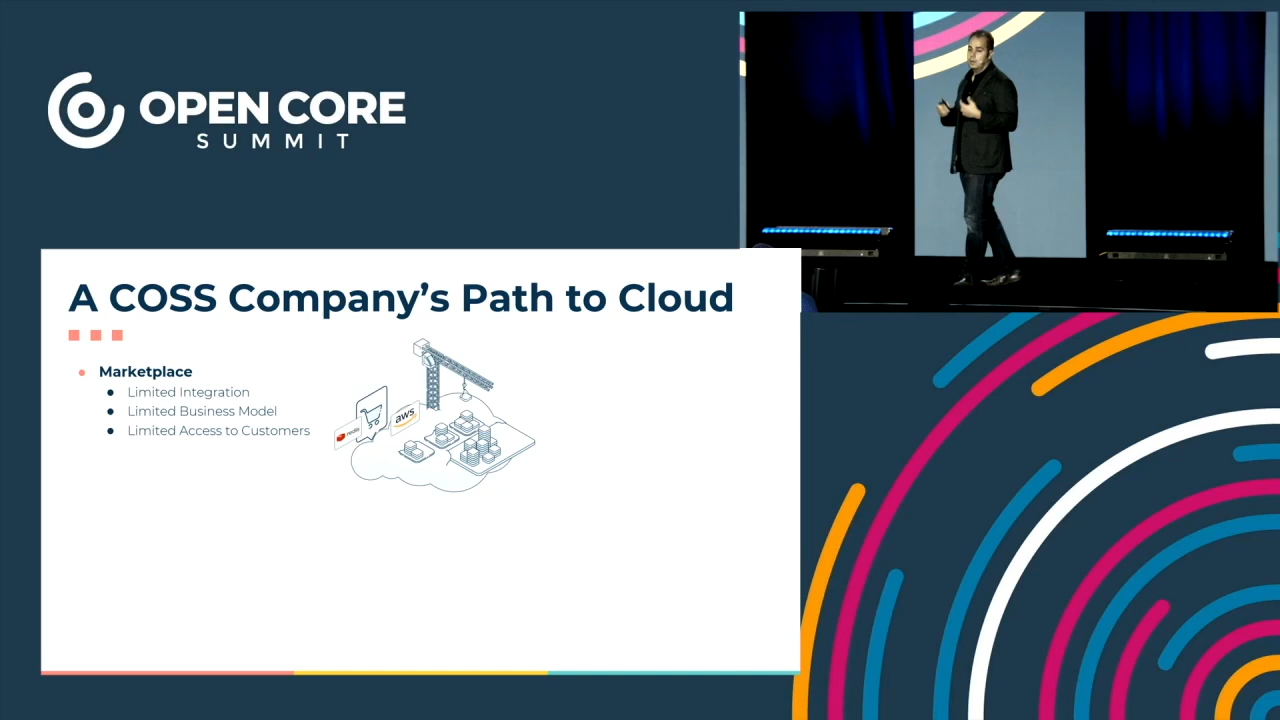 OPEN CORE
SUMMIT
A COSS Company's Path to Cloud
Marketplace
Limited Integration
Limited Business Model
Limited Access to Customers
redis
aws